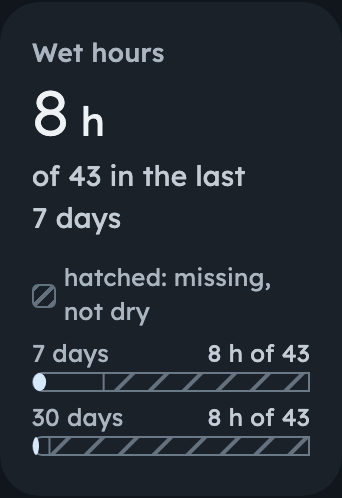 Wet hours
8 h
of 43 in the last
7 days
hatched: missing,
not dry
7 days 8 h of 43
30 days 8 h of 43